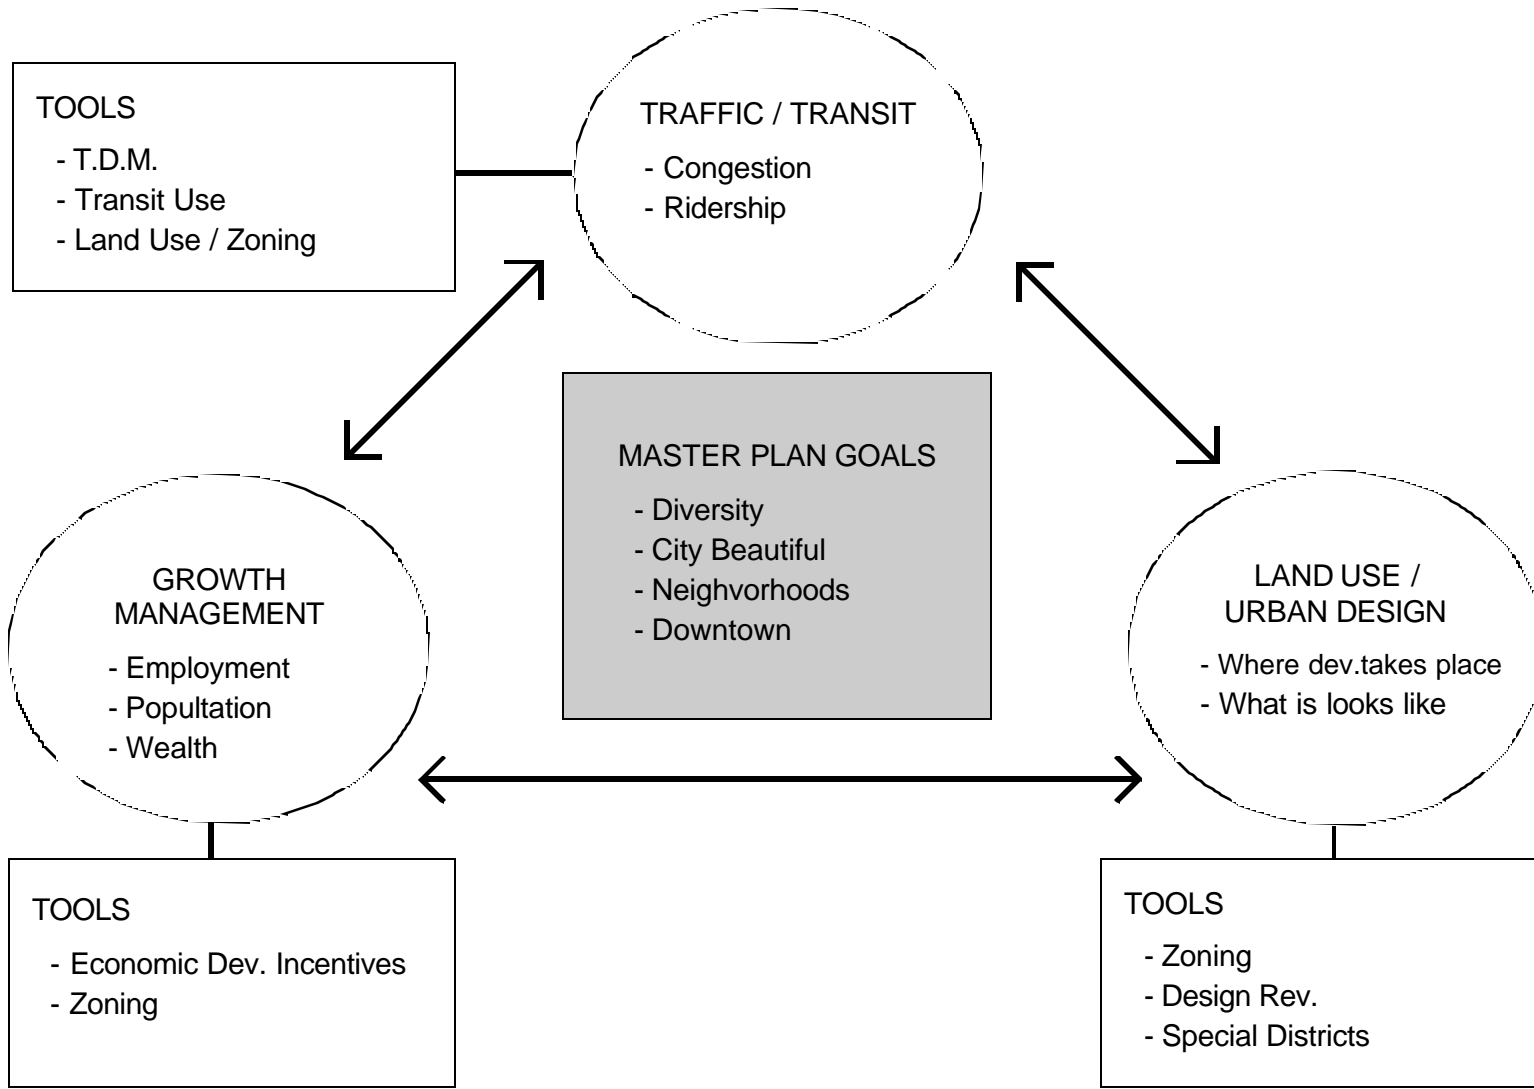 TOOLS
- T.D.M.
- Transit Use
- Land Use / Zoning
TRAFFIC / TRANSIT
- Congestion
- Ridership
MASTER PLAN GOALS
- Diversity
- City Beautiful
- Neighvorhoods
- Downtown
GROWTH
MANAGEMENT
- Employment
- Popultation
- Wealth
LAND USE /
URBAN DESIGN
- Where dev.takes place
- What is looks like
TOOLS
- Economic Dev. Incentives
- Zoning
TOOLS
- Zoning
- Design Rev.
- Special Districts